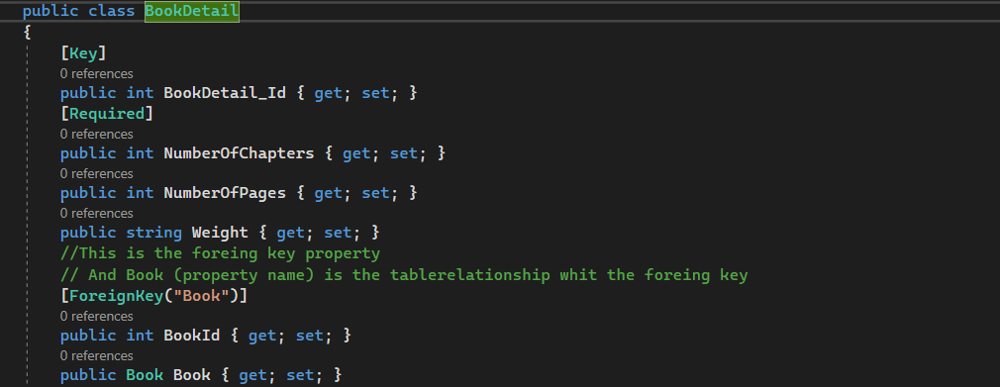 public class BookDetail
{
[Key]
0 references
public int BookDetail_Id { get; set; }
[Required]
0 references
public int NumberOfChapters { get; set; }
0 references
public int NumberOfPages { get; set; }
0 references
public string Weight { get; set; }
//This is the foreing key property
// And Book (property name) is the tablerelationship whit the foreing key
[ForeignKey("Book")]
0 references
public int BookId { get; set; }
0 references
public Book Book { get; set; }